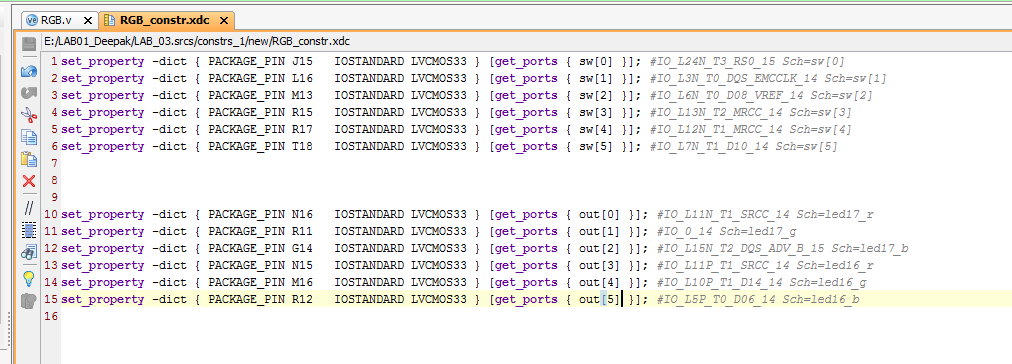 RGB.v RGB_constr.xdc
E:/LAB01_Deepak/LAB_03.srcs/constrs_1/new/RGB_constr.xdc
1 set_property -dict { PACKAGE_PIN J15 IOSTANDARD LVCMOS33 } [get_ports { sw[0] }]; #IO_L24N_T3_RS0_15 Sch=sw[0]
2 set_property -dict { PACKAGE_PIN L16 IOSTANDARD LVCMOS33 } [get_ports { sw[1] }]; #IO_L3N_T0_DQS_EMCCLK_14 Sch=sw[1]
3 set_property -dict { PACKAGE_PIN M13 IOSTANDARD LVCMOS33 } [get_ports { sw[2] }]; #IO_L6N_T0_D08_VREF_14 Sch=sw[2]
4 set_property -dict { PACKAGE_PIN R15 IOSTANDARD LVCMOS33 } [get_ports { sw[3] }]; #IO_L13N_T2_MRCC_14 Sch=sw[3]
5 set_property -dict { PACKAGE_PIN R17 IOSTANDARD LVCMOS33 } [get_ports { sw[4] }]; #IO_L12N_T1_MRCC_14 Sch=sw[4]
6 set_property -dict { PACKAGE_PIN T18 IOSTANDARD LVCMOS33 } [get_ports { sw[5] }]; #IO_L7N_T1_D10_14 Sch=sw[5]
7
8
9
10 set_property -dict { PACKAGE_PIN N16 IOSTANDARD LVCMOS33 } [get_ports { out[0] }]; #IO_L11N_T1_SRCC_14 Sch=led17_r
11 set_property -dict { PACKAGE_PIN R11 IOSTANDARD LVCMOS33 } [get_ports { out[1] }]; #IO_0_14 Sch=led17_g
12 set_property -dict { PACKAGE_PIN G14 IOSTANDARD LVCMOS33 } [get_ports { out[2] }]; #IO_L15N_T2_DQS_ADV_B_15 Sch=led17_b
13 set_property -dict { PACKAGE_PIN N15 IOSTANDARD LVCMOS33 } [get_ports { out[3] }]; #IO_L11P_T1_SRCC_14 Sch=led16_r
14 set_property -dict { PACKAGE_PIN M16 IOSTANDARD LVCMOS33 } [get_ports { out[4] }]; #IO_L10P_T1_D14_14 Sch=led16_g
15 set_property -dict { PACKAGE_PIN R12 IOSTANDARD LVCMOS33 } [get_ports { out[5] }]; #IO_L5P_T0_D06_14 Sch=led16_b
16